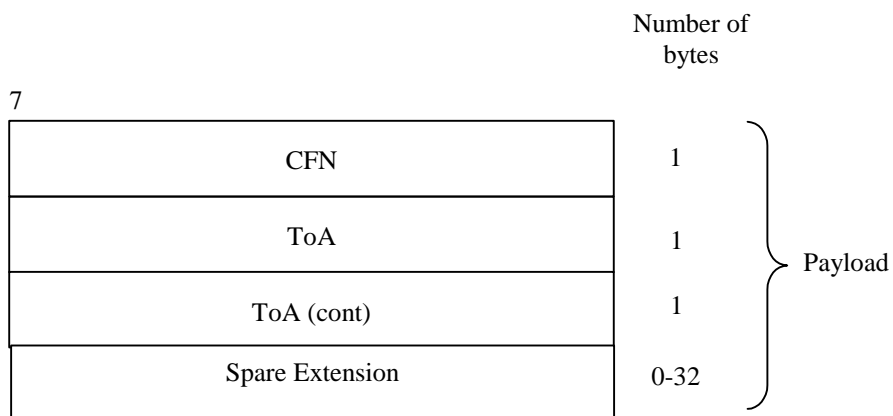 Number of
bytes
7
CFN 1
ToA 1
Payload
ToA (cont) 1
Spare Extension 0-32